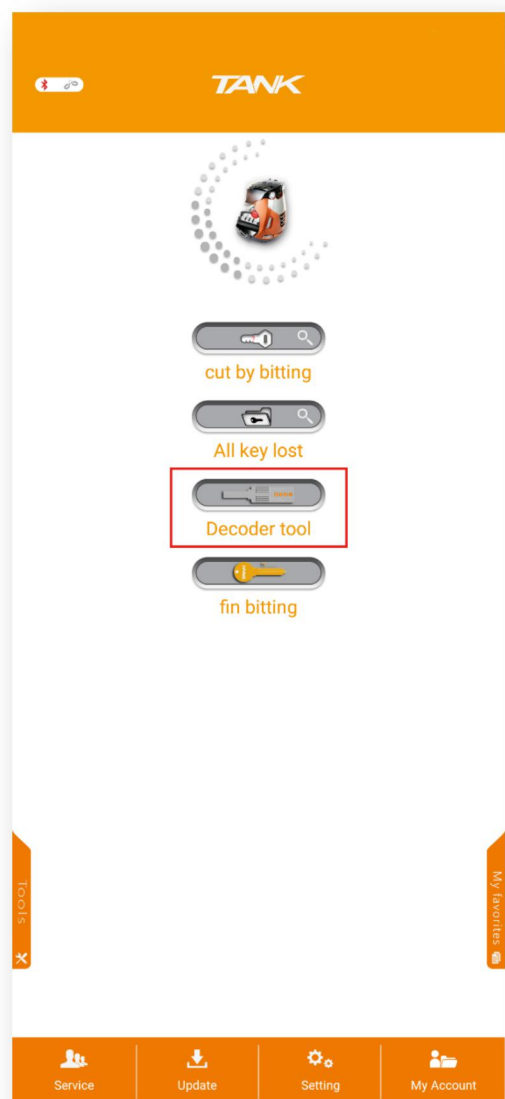 TANK
cut by bitting
All key lost
Decoder tool
fin bitting
Tools
My favorites
Service
Update
Setting
My Account